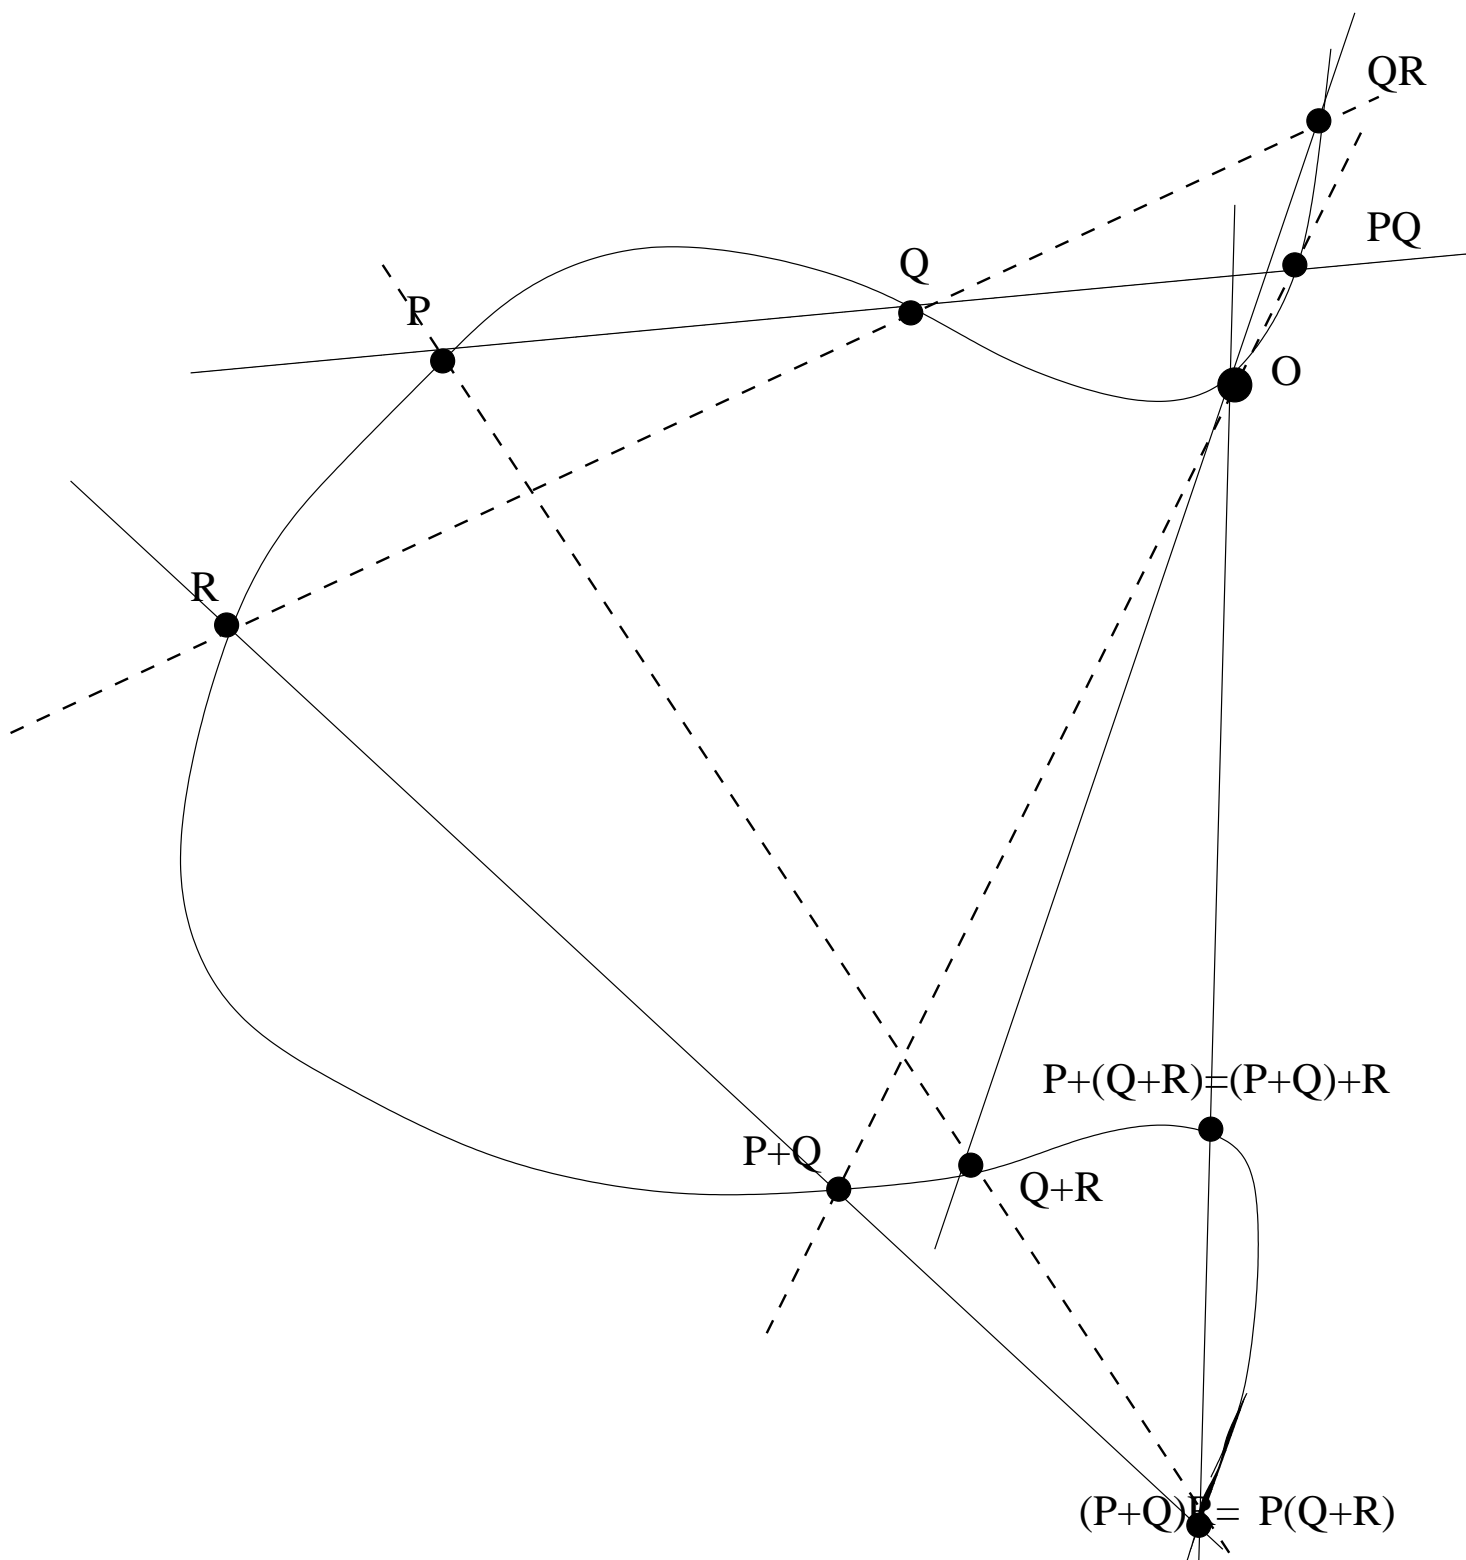 QR
PQ
Q
P
O
R
P+(Q+R)=(P+Q)+R
P+Q
Q+R
(P+Q)R= P(Q+R)